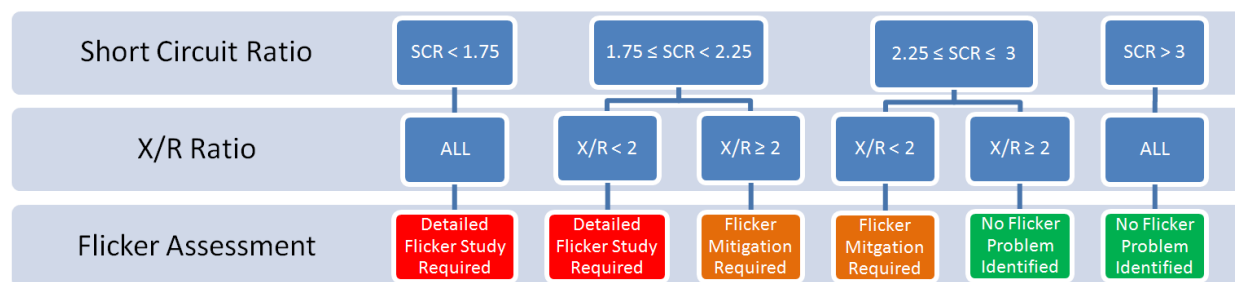 Short Circuit Ratio
SCR < 1.75
1.75 ≤ SCR < 2.25
2.25 ≤ SCR ≤ 3
SCR > 3
X/R Ratio
ALL
X/R < 2
X/R ≥ 2
X/R < 2
X/R ≥ 2
ALL
Flicker Assessment
Detailed
Flicker Study
Required
Detailed
Flicker Study
Required
Flicker
Mitigation
Required
Flicker
Mitgation
Required
No Flicker
Problem
Identified
No Flicker
Problem
Identified